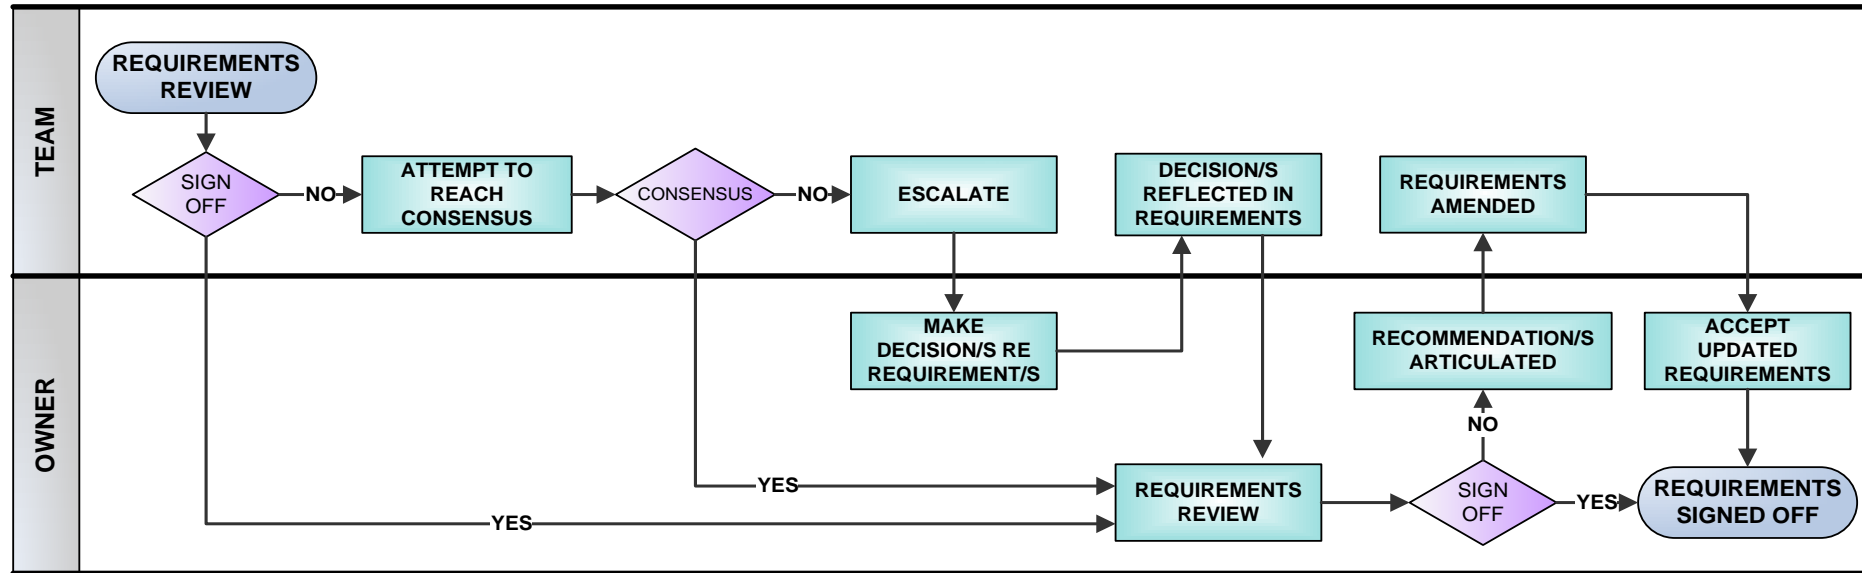 TEAM
REQUIREMENTS
REVIEW
SIGN
OFF
NO
ATTEMPT TO
REACH
CONSENSUS
CONSENSUS
NO
ESCALATE
DECISION/S
REFLECTED IN
REQUIREMENTS
REQUIREMENTS
AMENDED
OWNER
MAKE
DECISION/S RE
REQUIREMENT/S
RECOMMENDATION/S
ARTICULATED
ACCEPT
UPDATED
REQUIREMENTS
NO
YES
YES
REQUIREMENTS
REVIEW
SIGN
OFF
YES
REQUIREMENTS
SIGNED OFF